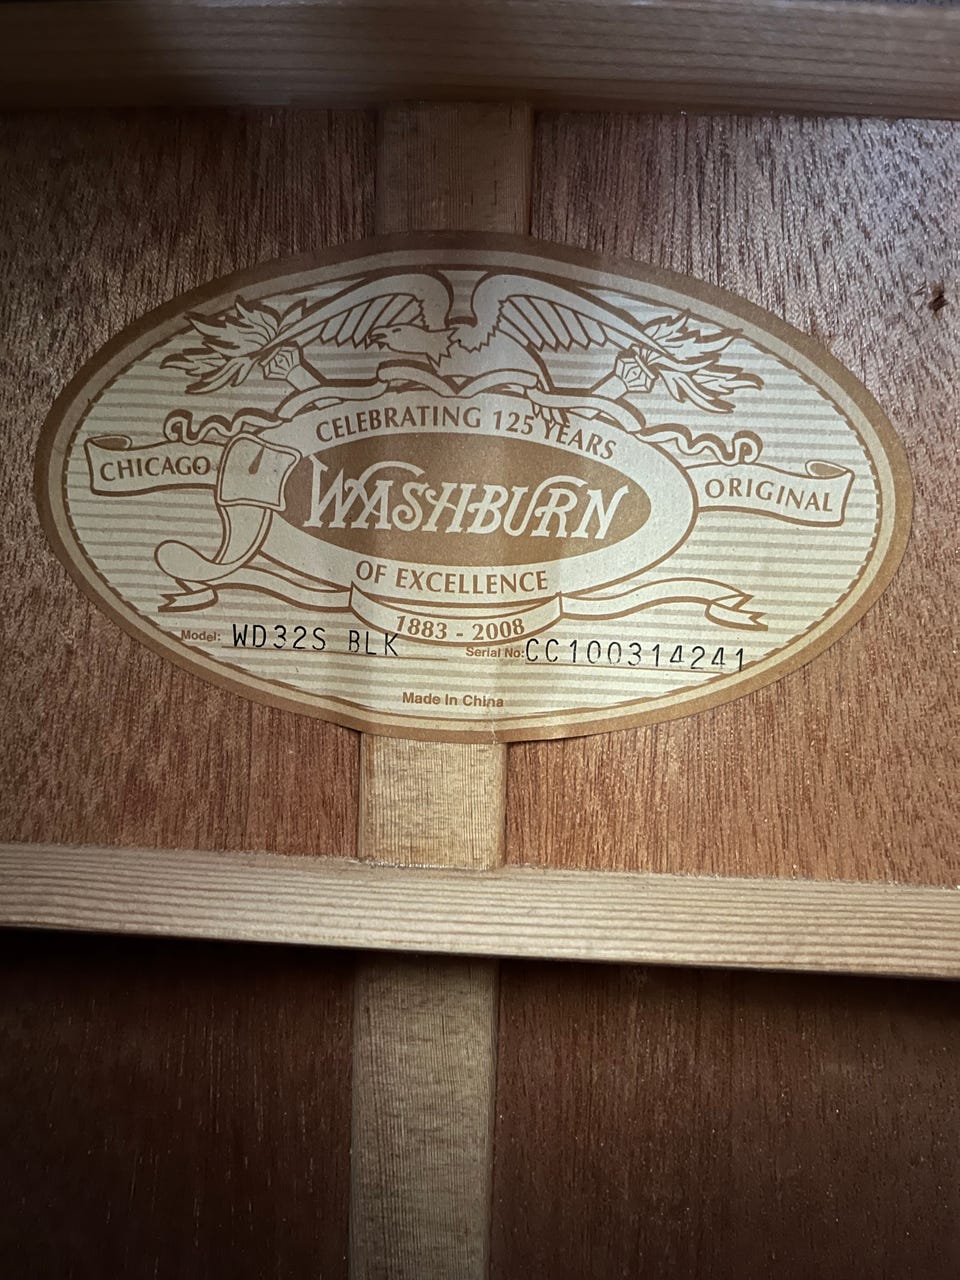 CELEBRATING 125 YEARS
CHICAGO
WASHBURN
ORIGINAL
OF EXCELLENCE
1883 - 2008
Model: WD32S BLK
Serial No: CC100314241
Made In China